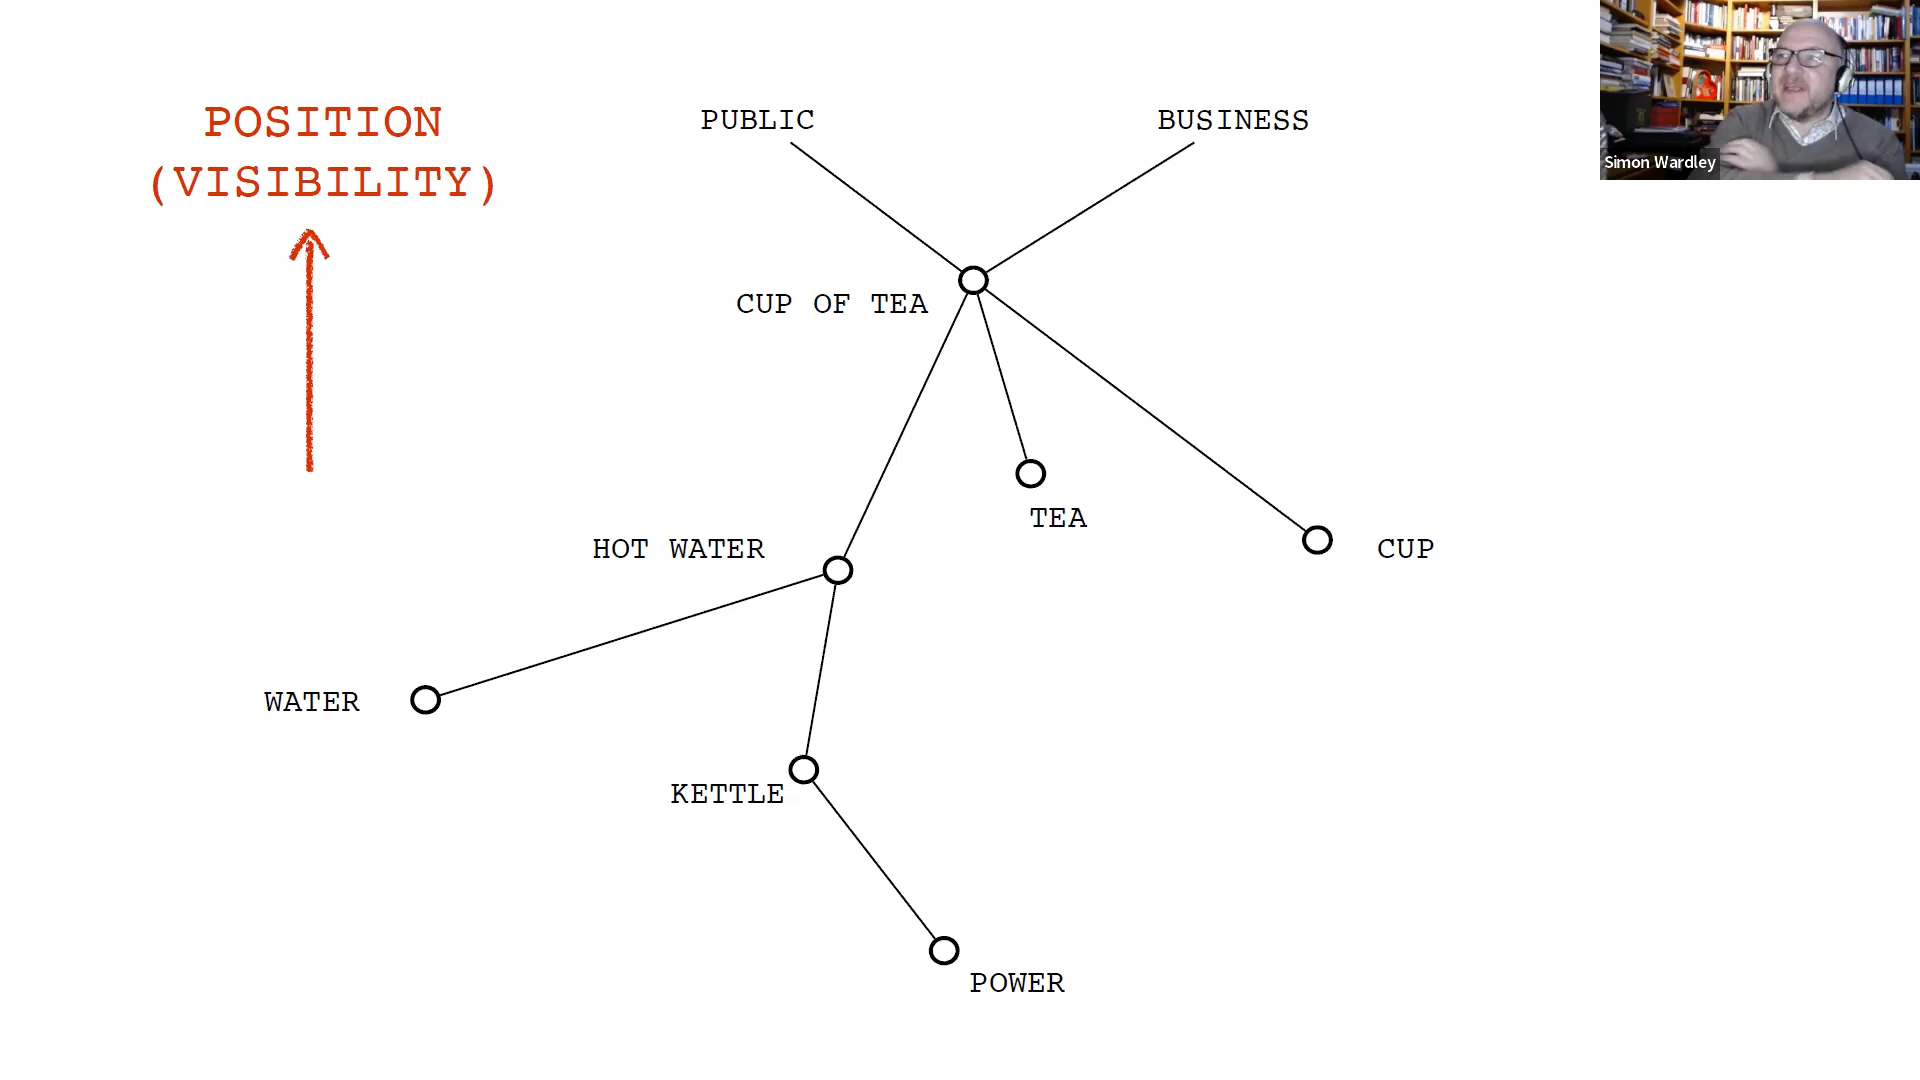 POSITION
(VISIBILITY)
PUBLIC
BUSINESS
Simon Wardley
CUP OF TEA
TEA
HOT WATER
CUP
WATER
KETTLE
POWER